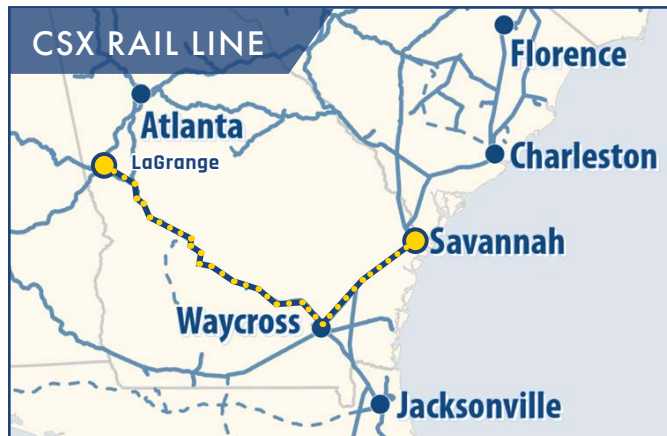 CSX RAIL LINE
Florence
Atlanta
LaGrange
Charleston
Savannah
Waycross
Jacksonville